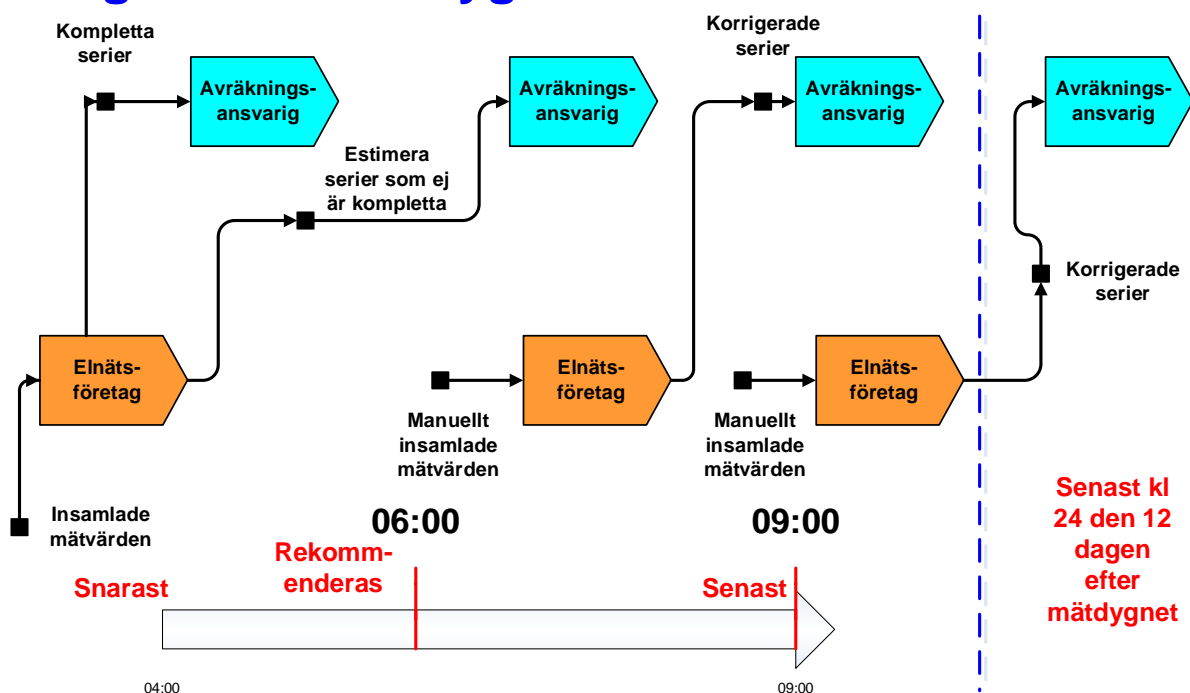 Kompletta
serier
Avräknings-
ansvarig
Avräknings-
ansvarig
Korrigerade
serier
Avräknings-
ansvarig
Avräknings-
ansvarig
Estimera
serier som ej
är kompletta
Korrigerade
serier
Elnäts-
företag
Elnäts-
företag
Elnäts-
företag
Manuellt
insamlade
mätvärden
Manuellt
insamlade
mätvärden
Insamlade
mätvärden
06:00
09:00
Senast kl
24 den 12
dagen
efter
mätdygnet
Snarast
Rekomm-
enderas
Senast
04:00
09:00